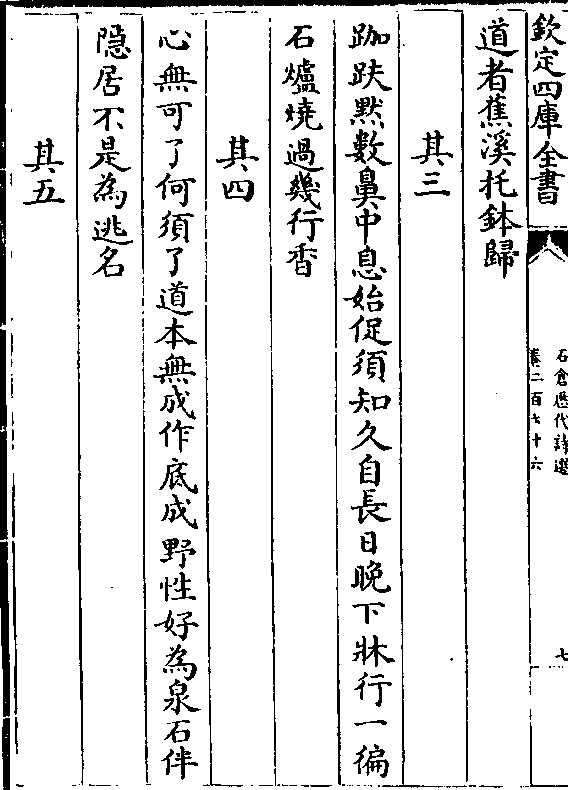 欽定四庫全書
石倉歷代詩選
卷二百七十六
七
道者蕉溪托鉢歸
其三
跏趺黙數鼻中息始促須知久自長日晚下牀行一徧
石爐燒過幾行香
其四
心無可了何須了道本無成作底成野性好為泉石伴
隱居不是為逃名
其五